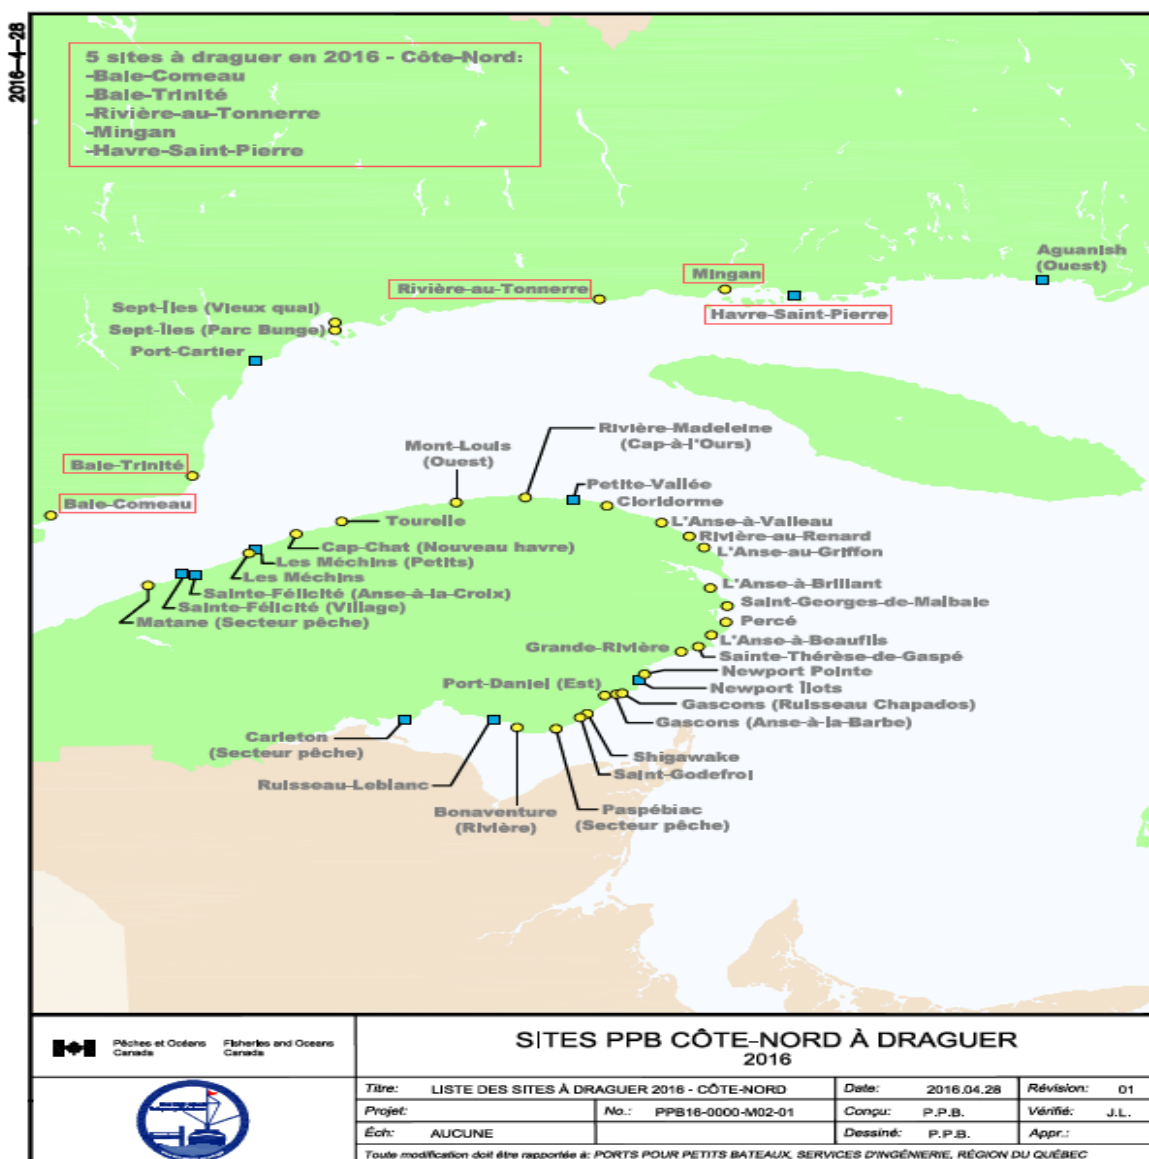 2016-4-28
5 sites à draguer en 2016 - Côte-Nord:
-Baie-Comeau
-Baie-Trinité
-Rivière-au-Tonnerre
-Mingan
-Havre-Saint-Pierre
Aguanish
(Ouest)
Mingan
Rivière-au-Tonnerre
Havre-Saint-Pierre
Sept-Îles (Vieux quai)
Sept-Îles (Parc Bunge)
Port-Cartier
Rivière-Madeleine
(Cap-à-l'Ours)
Mont-Louis
(Ouest)
Baie-Trinité
Petite-Vallée
Baie-Comeau
Cloridorme
Tourelle
L'Anse-à-Valleau
Rivière-au-Renard
Cap-Chat (Nouveau havre)
L'Anse-au-Griffon
Les Méchins (Petits)
Les Méchins
L'Anse-à-Brillant
Sainte-Félicité (Anse-à-la-Croix)
Saint-Georges-de-Malbaie
Sainte-Félicité (Village)
Matane (Secteur pêche)
Percé
L'Anse-à-Beaufils
Grande-Rivière
Sainte-Thérèse-de-Gaspé
Newport Pointe
Port-Daniel (Est)
Newport Îlots
Gascons (Ruisseau Chapados)
Gascons (Anse-à-la-Barbe)
Carleton
(Secteur pêche)
Shigawake
Saint-Godefroi
Ruisseau-Leblanc
Bonaventure
(Rivière)
Paspébiac
(Secteur pêche)
Pêches et Océans
Canada
Fisheries and Oceans
Canada
SITES PPB CÔTE-NORD À DRAGUER
2016
Titre: LISTE DES SITES À DRAGUER 2016 - CÔTE-NORD Date: 2016.04.28 Révision: 01
Projet: No.: PPB16-0000-M02-01 Conçu: P.P.B. Vérifié: J.L.
Éch: AUCUNE Dessiné: P.P.B. Appr.:
Toute modification doit être rapportée à: PORTS POUR PETITS BATEAUX, SERVICES D'INGÉNIERIE, RÉGION DU QUÉBEC